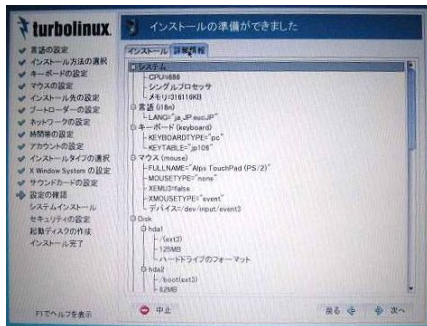 turbolinux.
インストールの準備ができました
言語の設定
インストール方法の選択
キーボードの設定
マウスの設定
インストール先の設定
ブートローダーの設定
ネットワークの設定
時間帯の設定
アカウントの設定
インストールタイプの選択
X Window System の設定
サウンドカードの設定
設定の確認
システムインストール
セキュリティの設定
起動ディスクの作成
インストール完了
F1でヘルプを表示
インストール
詳細情報
システム
CPU=686
シングルプロセッサ
メモリ=316116KB
言語 (i18n)
LANG="ja_JP.eucJP"
キーボード (keyboard)
KEYBOARDTYPE="pc"
KEYTABLE="jp106"
マウス (mouse)
FULLNAME="Alps TouchPad (PS/2)"
MOUSETYPE="none"
XEMU3=false
XMOUSETYPE="event"
デバイス=/dev/input/event3
Disk
hda1
/(ext3)
125MB
ハードドライブのフォーマット
hda2
/boot(ext3)
62MB
中止
戻る
次へ